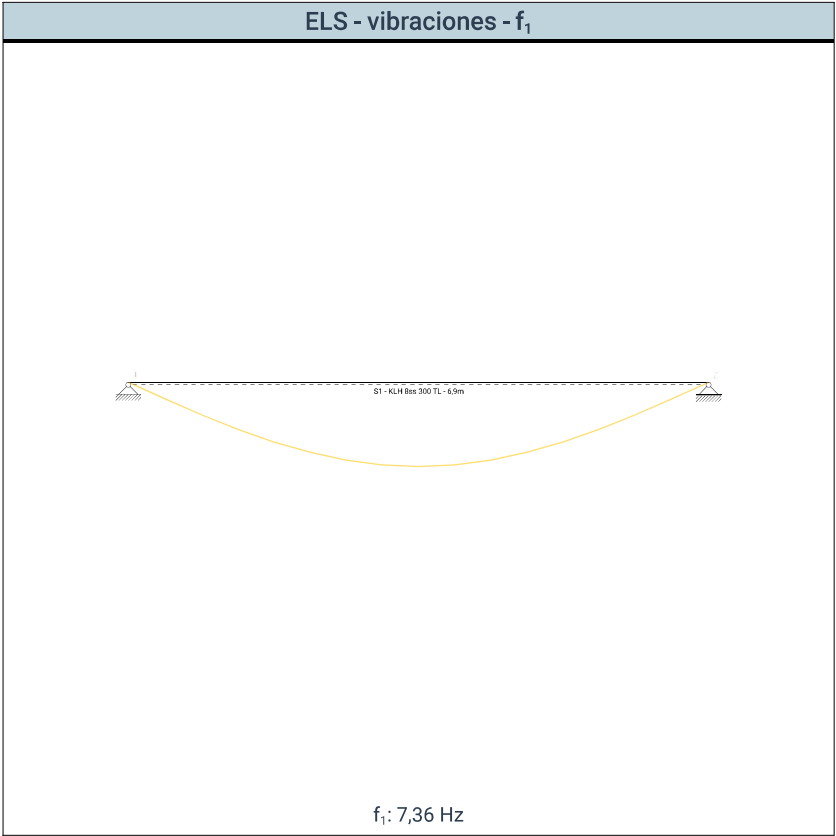 ELS - vibraciones - f₁
S1 - KLH 8ss 300 TL - 6,9m
f₁: 7,36 Hz